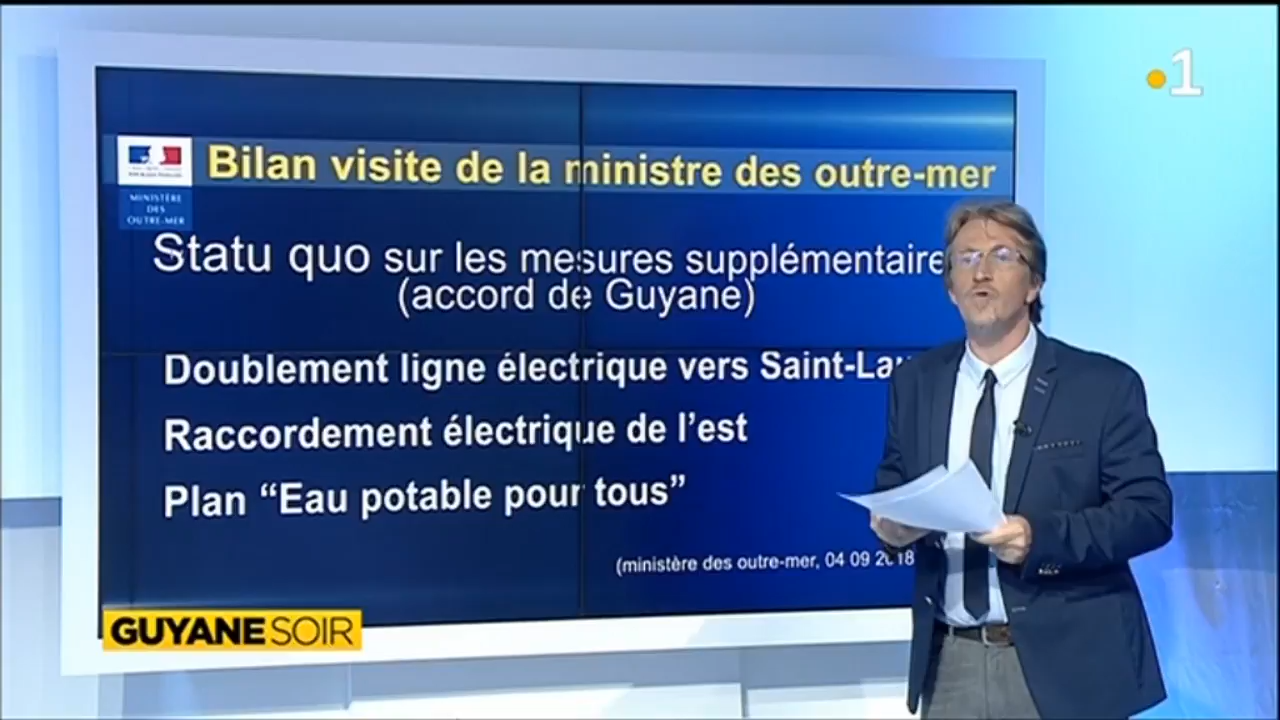 1
Bilan visite de la ministre des outre-mer
RÉPUBLIQUE FRANÇAISE
MINISTÈRE
DES
OUTRE-MER
Statu quo sur les mesures supplémentaire
(accord de Guyane)
Doublement ligne électrique vers Saint-Lau
Raccordement électrique de l'est
Plan “Eau potable pour tous”
(ministère des outre-mer, 04 09 2018
GUYANE SOIR